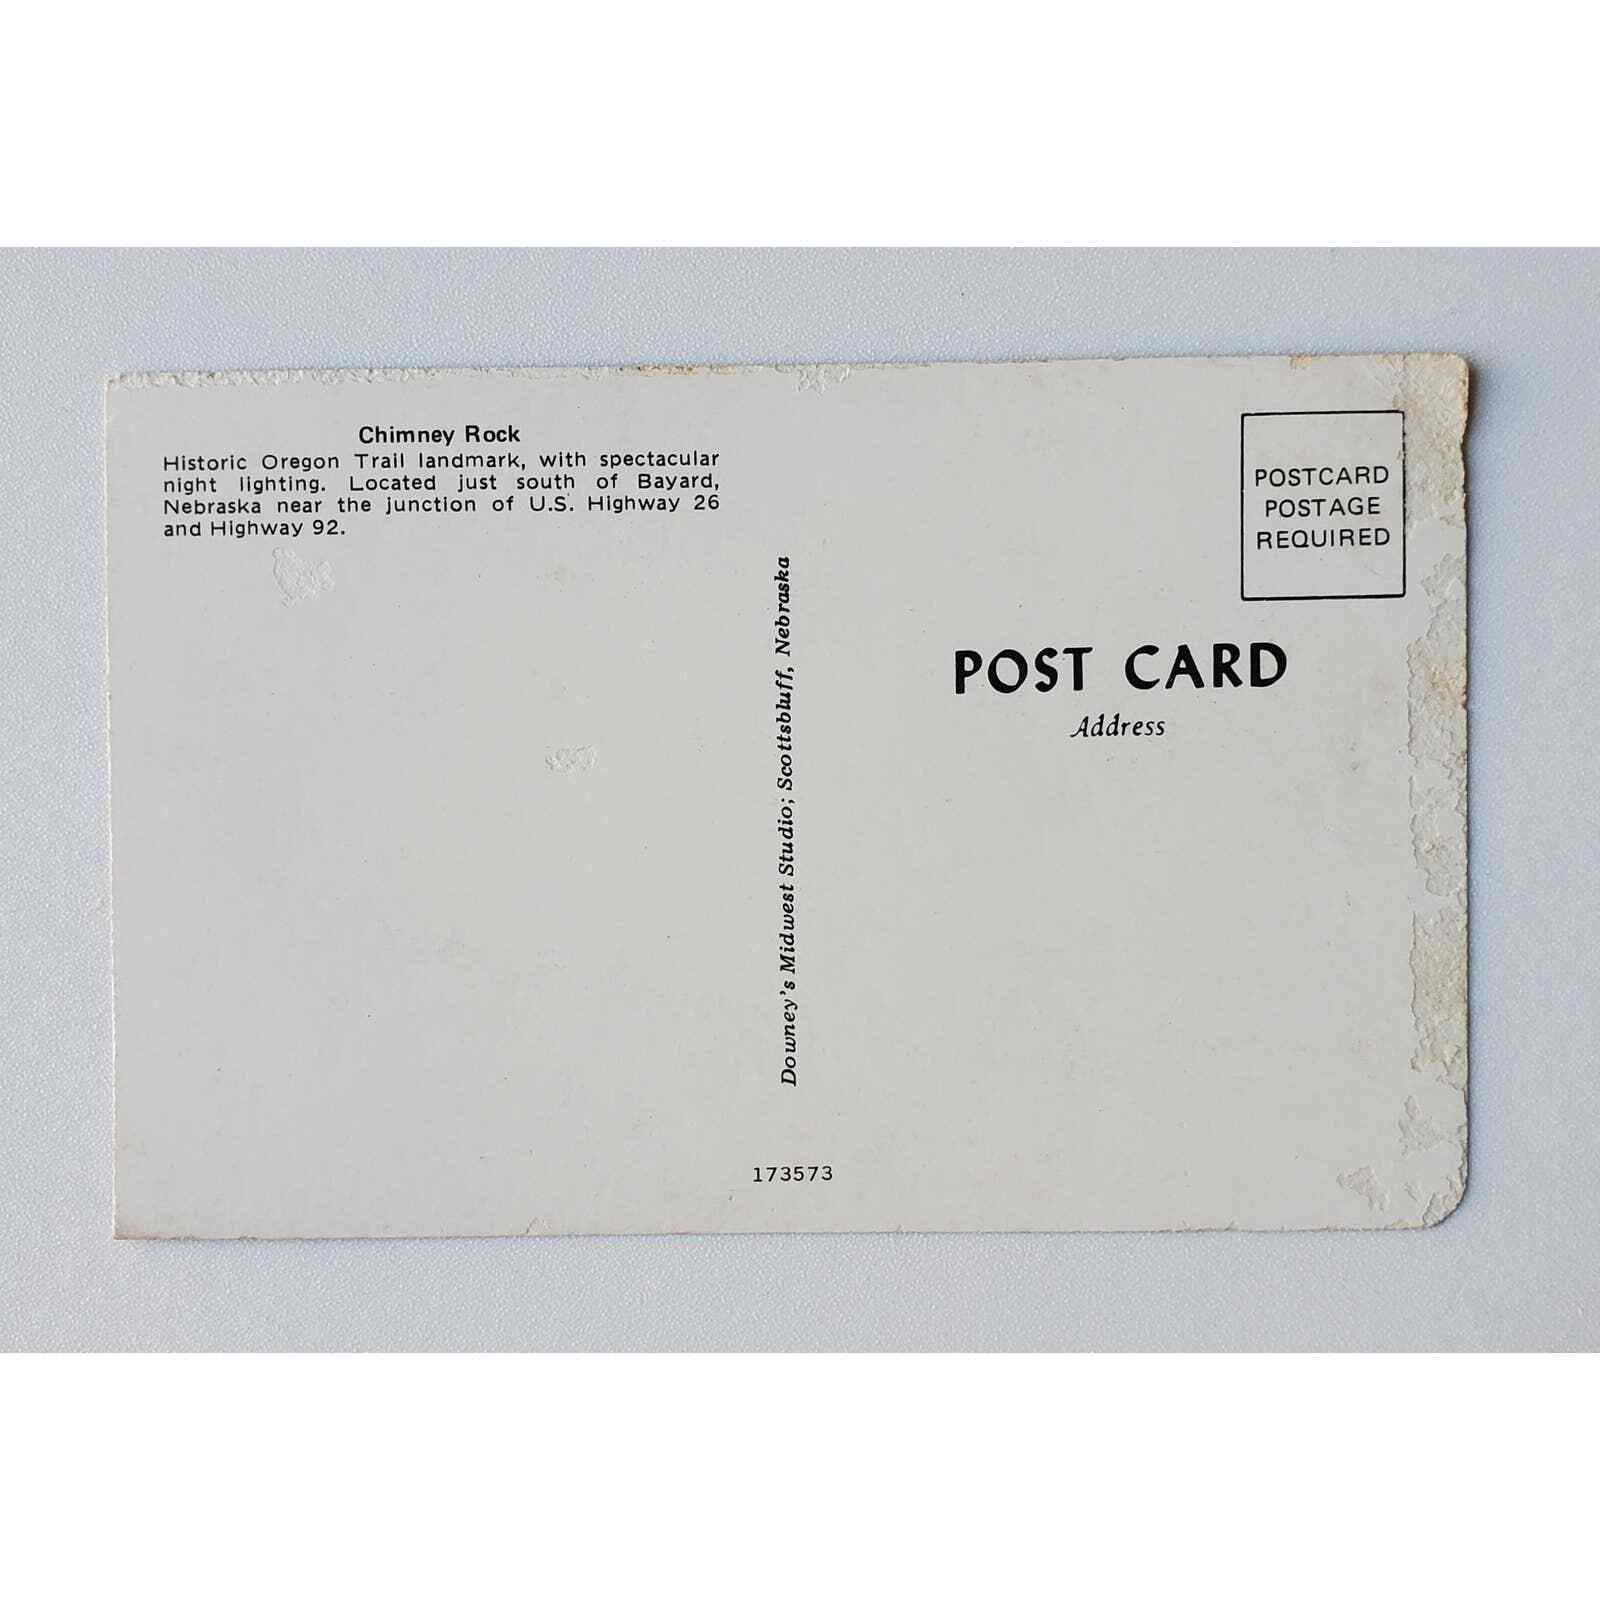 Chimney Rock
Historic Oregon Trail landmark, with spectacular
night lighting. Located just south of Bayard,
Nebraska near the junction of U.S. Highway 26
and Highway 92.
Downey's Midwest Studio; Scottsbluff, Nebraska
173573
POSTCARD
POSTAGE
REQUIRED
POST CARD
Address